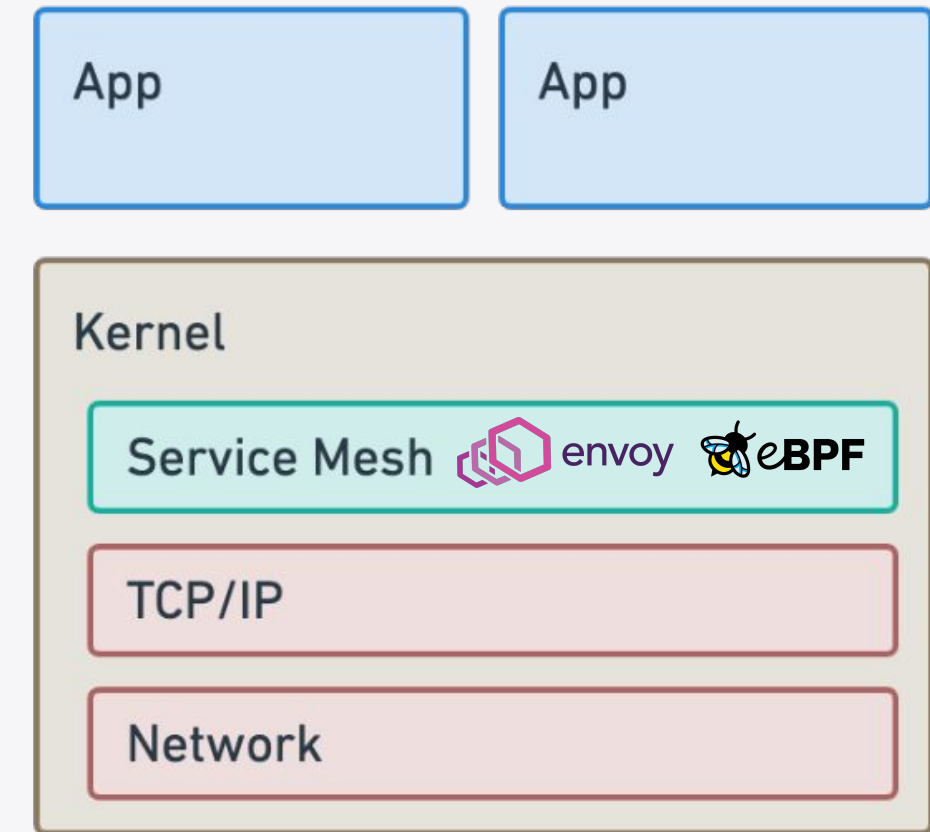 App
App
Kernel
Service Mesh envoy eBPF
TCP/IP
Network